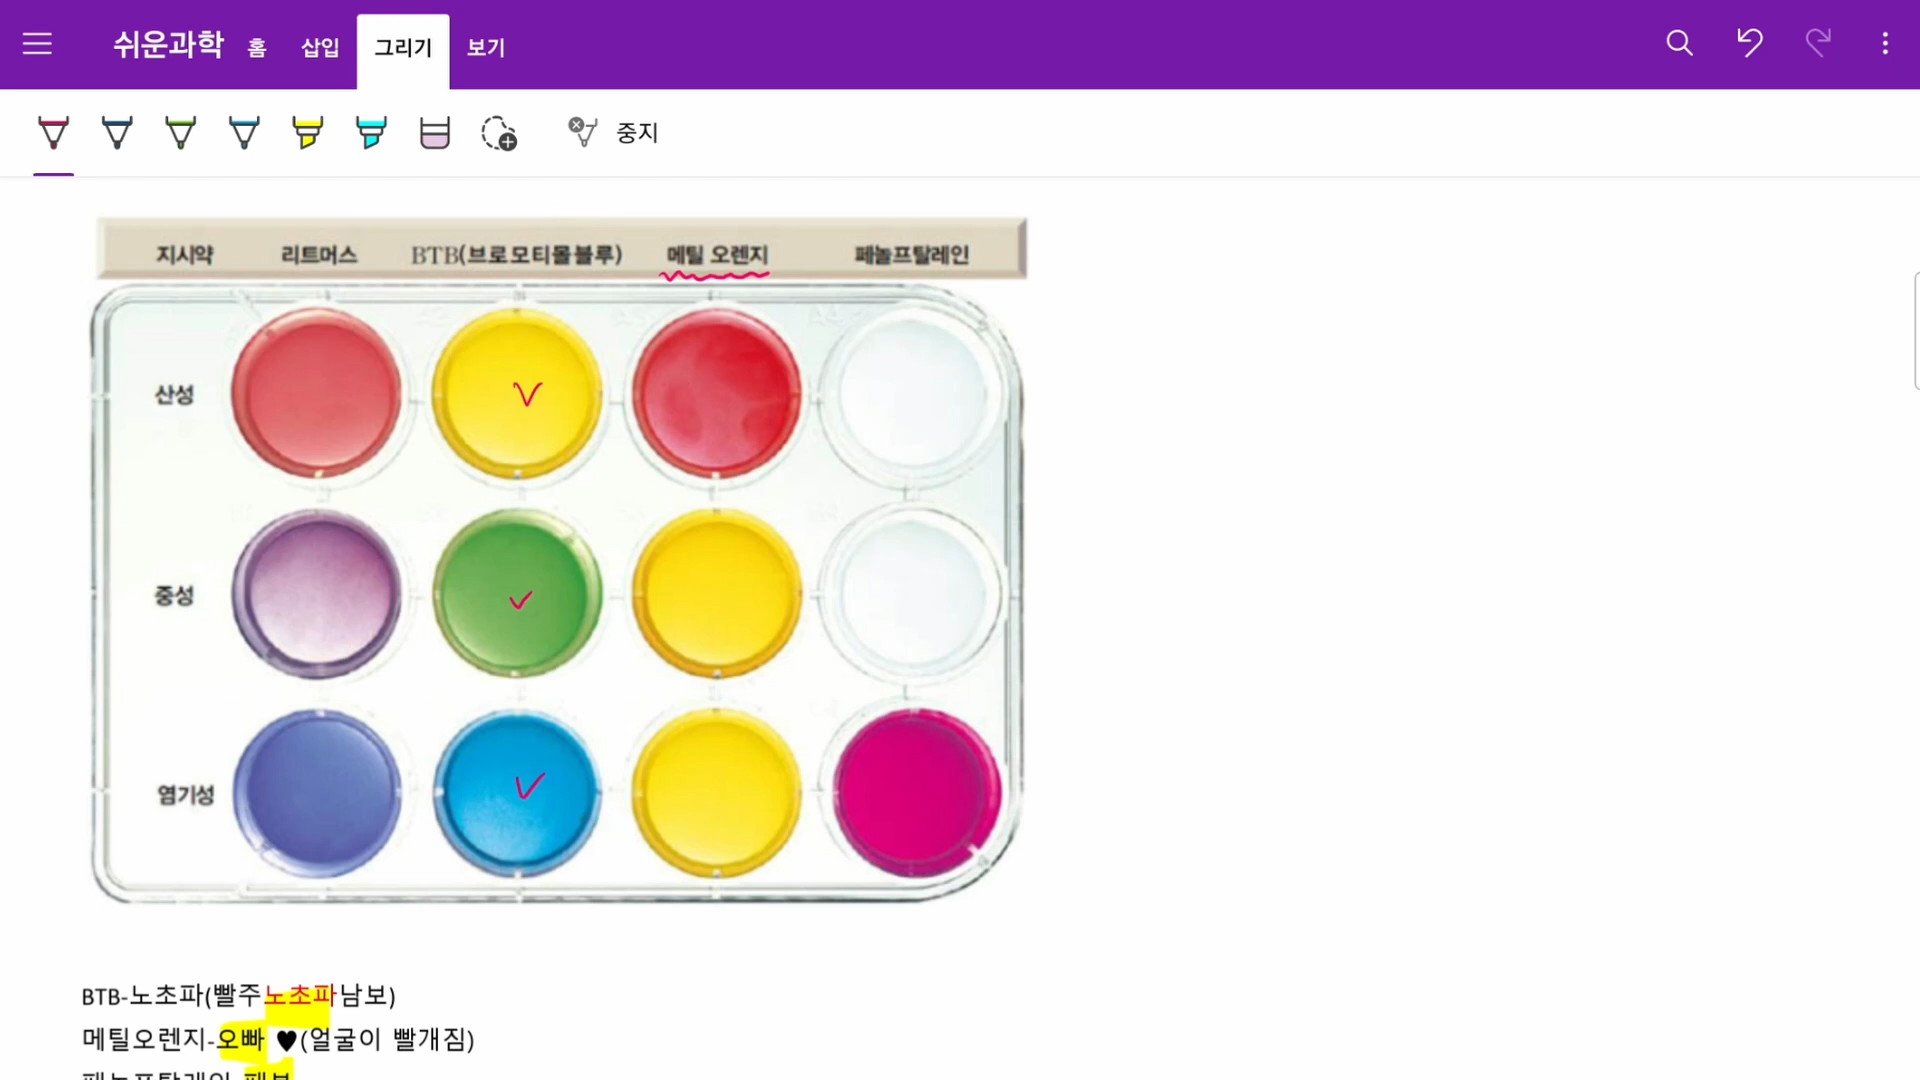 쉬운과학 홈 삽입 그리기 보기
중지
지시약 리트머스 BTB(브로모티몰블루) 메틸 오렌지 페놀프탈레인
산성
중성
염기성
BTB-노초파(빨주노초파남보)
메틸오렌지-오빠 ♥(얼굴이 빨개짐)